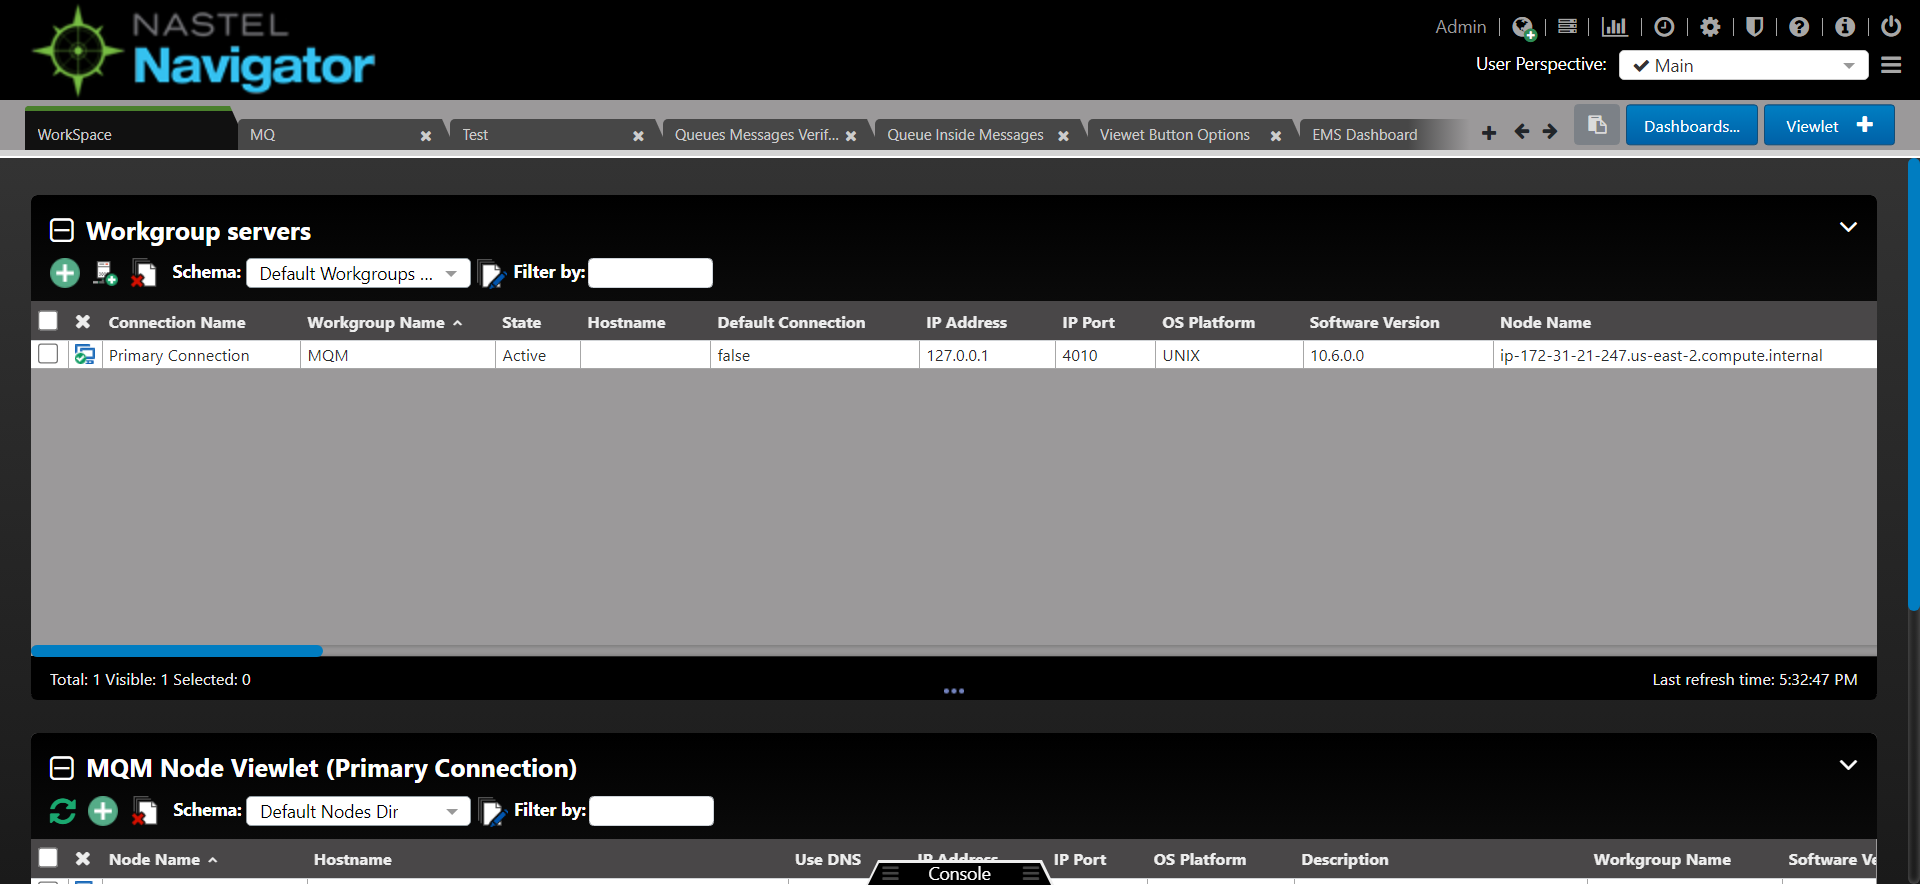 NASTEL
Navigator
Admin
User Perspective: Main
WorkSpace MQ Test Queues Messages Verif... Queue Inside Messages Viewet Button Options EMS Dashboard Dashboards... Viewlet
Workgroup servers
Schema: Default Workgroups ... Filter by:
Connection Name Workgroup Name State Hostname Default Connection IP Address IP Port OS Platform Software Version Node Name
Primary Connection MQM Active false 127.0.0.1 4010 UNIX 10.6.0.0 ip-172-31-21-247.us-east-2.compute.internal
Total: 1 Visible: 1 Selected: 0 Last refresh time: 5:32:47 PM
MQM Node Viewlet (Primary Connection)
Schema: Default Nodes Dir Filter by:
Node Name Hostname Use DNS IP Address IP Port OS Platform Description Workgroup Name Software Ve
Console